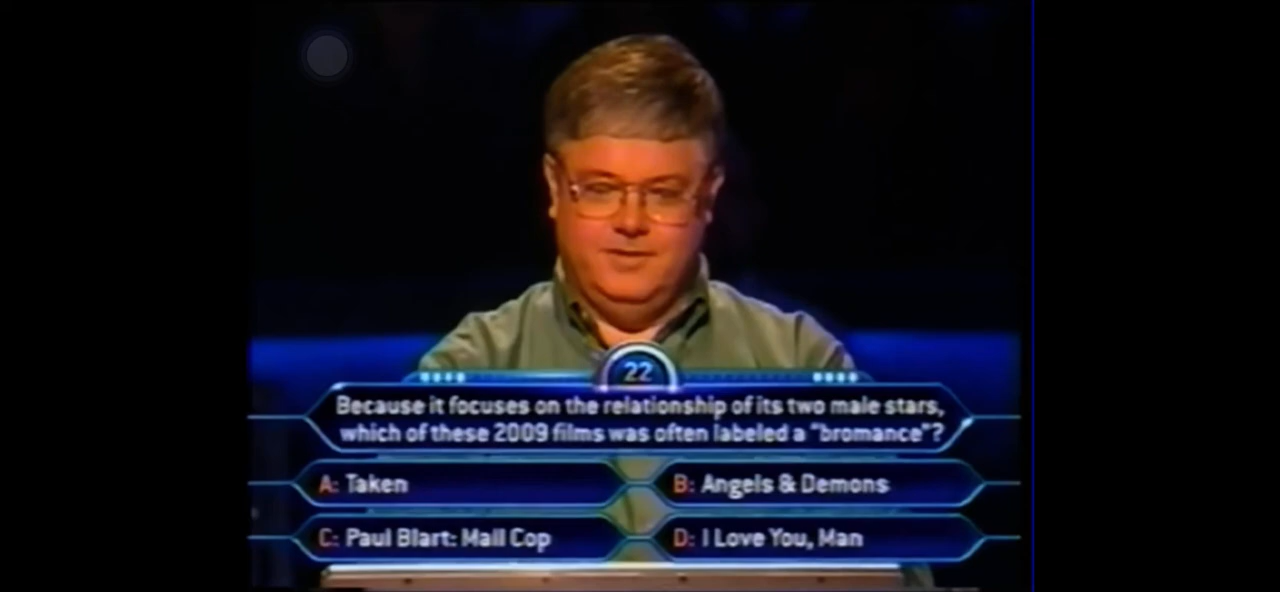 22
Because it focuses on the relationship of its two male stars,
which of these 2009 films was often labeled a "bromance"?
A: Taken
B: Angels & Demons
C: Paul Blart: Mall Cop
D: I Love You, Man